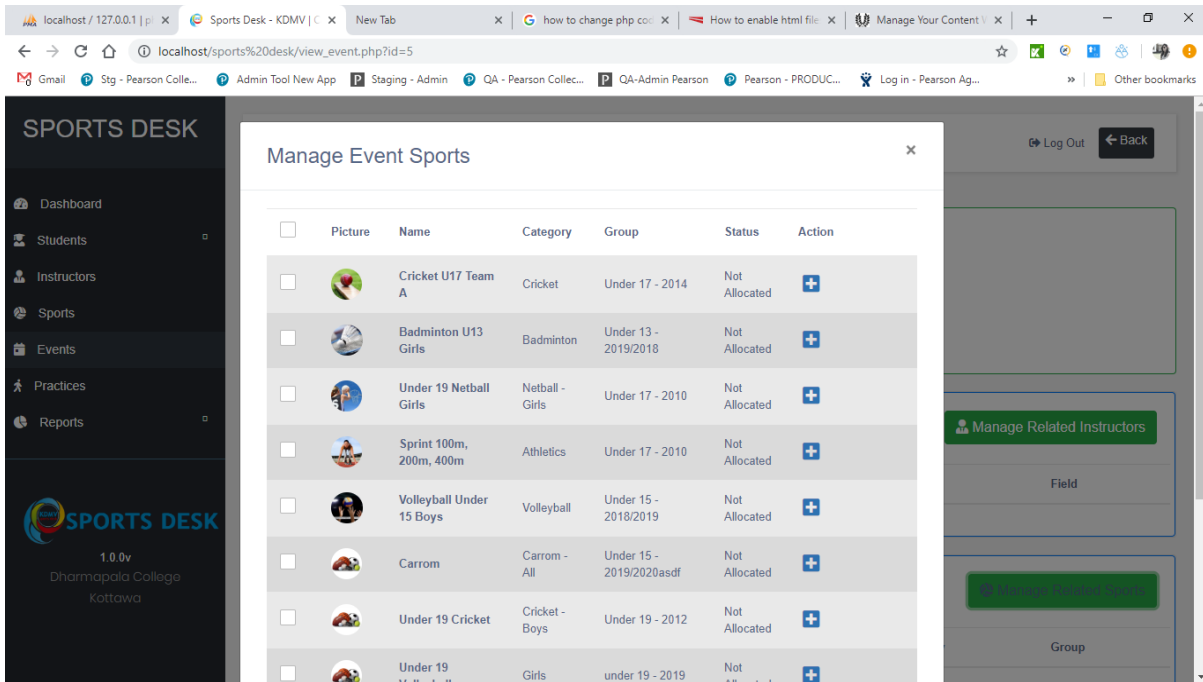 localhost / 127.0.0.1 | p
Sports Desk - KDMV | C
New Tab
how to change php coc
How to enable html file
Manage Your Content V
localhost/sports%20desk/view_event.php?id=5
Gmail
Stg - Pearson Colle...
Admin Tool New App
Staging - Admin
QA - Pearson Collec...
QA-Admin Pearson
Pearson - PRODUC...
Log in - Pearson Ag...
»
Other bookmarks
SPORTS DESK
Dashboard
Students
Instructors
Sports
Events
Practices
Reports
KDMV
SPORTS DESK
1.0.0v
Dharmapala College
Kottawa
Log Out
Back
Manage Event Sports
×
Picture Name Category Group Status Action
Cricket U17 Team
A
Cricket
Under 17 - 2014
Not
Allocated
Badminton U13
Girls
Badminton
Under 13 -
2019/2018
Not
Allocated
Under 19 Netball
Girls
Netball -
Girls
Under 17 - 2010
Not
Allocated
Sprint 100m,
200m, 400m
Athletics
Under 17 - 2010
Not
Allocated
Volleyball Under
15 Boys
Volleyball
Under 15 -
2018/2019
Not
Allocated
Carrom
Carrom -
All
Under 15 -
2019/2020asdf
Not
Allocated
Under 19 Cricket
Cricket -
Boys
Under 19 - 2012
Not
Allocated
Under 19
Girls
under 19 - 2019
Not
Manage Related Instructors
Field
Manage Related Sports
Group